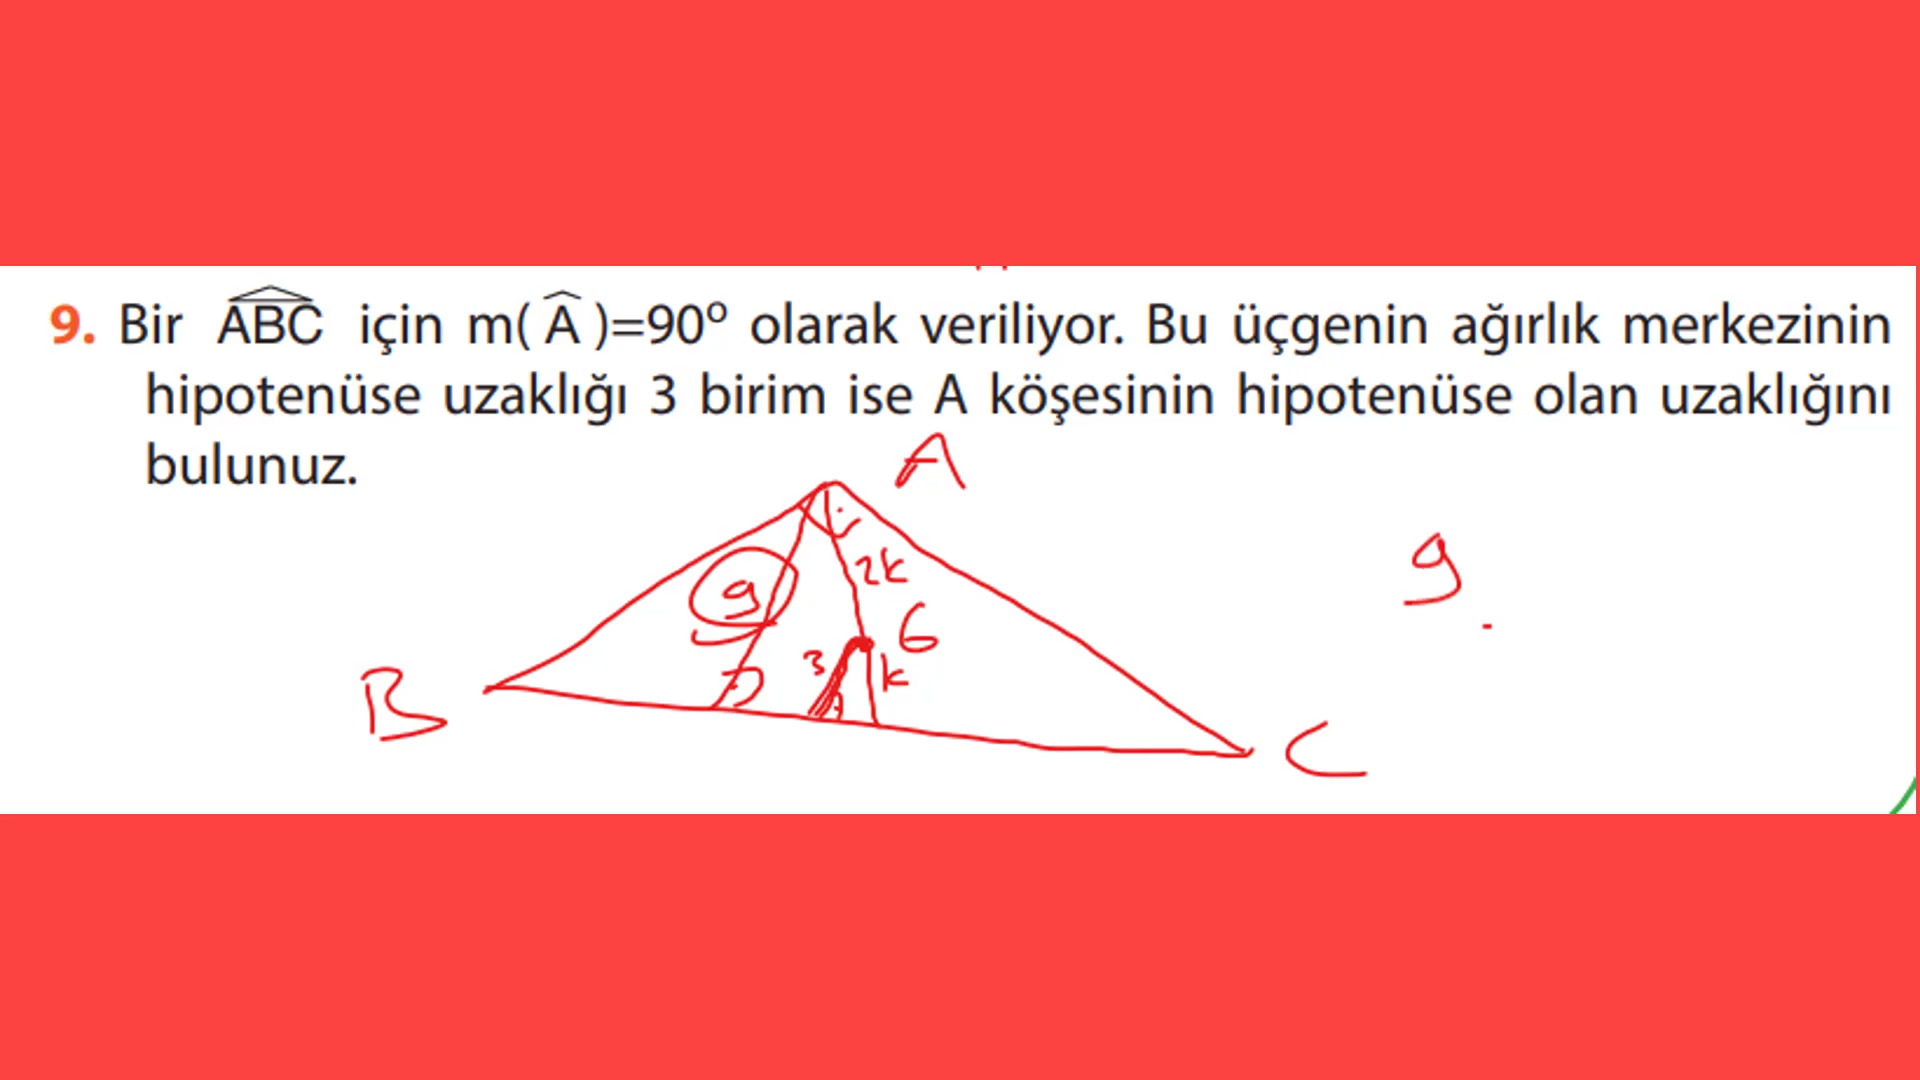 9. Bir ABC için m( A )=90° olarak veriliyor. Bu üçgenin ağırlık merkezinin
hipotenüse uzaklığı 3 birim ise A köşesinin hipotenüse olan uzaklığını
bulunuz.
A
2k
9
9
G
3
k
B
C